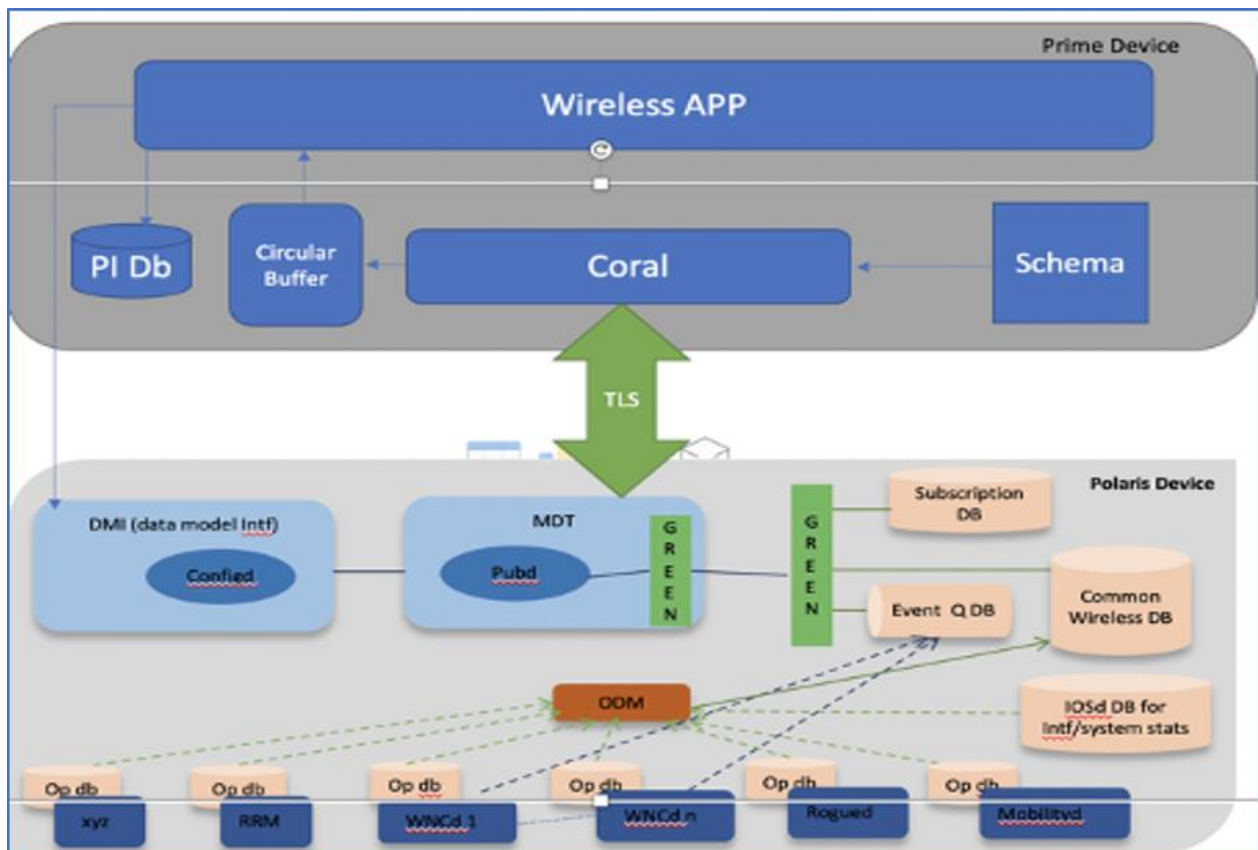 Prime Device
Wireless APP
PI Db
Circular
Buffer
Coral
Schema
TLS
Polaris Device
DMI (data model Intf)
Confied
MDT
Pubd
G
R
E
E
N
G
R
E
E
N
Subscription
DB
Event Q DB
Common
Wireless DB
ODM
IOSd DB for
Intf/system stats
Op db
Op db
Op db
Op db
Op db
Op db
xyz
RRM
WNCd 1
WNCd n
Rogued
Mobilityd